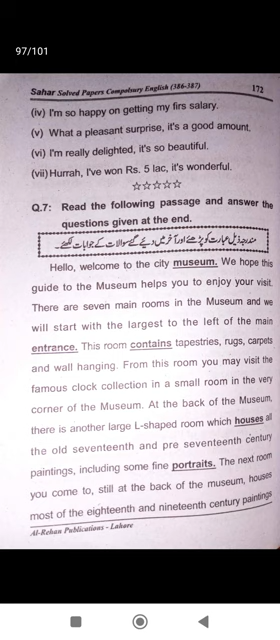 97/101
Sahar Solved Papers Compolsury English (386-387) 172
(iv) I'm so happy on getting my firs salary.
(v) What a pleasant surprise, it's a good amount.
(vi) I'm really delighted, it's so beautiful.
(vii) Hurrah, I've won Rs. 5 lac, it's wonderful.
☆☆☆☆☆
Q.7: Read the following passage and answer the
questions given at the end.
مندرجہ ذیل عبارت کو پڑھئے اور آخر میں دیئے گئے سوالات کے جوابات لکھئے۔
Hello, welcome to the city museum. We hope this
guide to the Museum helps you to enjoy your visit.
There are seven main rooms in the Museum and we
will start with the largest to the left of the main
entrance. This room contains tapestries, rugs, carpets
and wall hanging. From this room you may visit the
famous clock collection in a small room in the very
corner of the Museum. At the back of the Museum,
there is another large L-shaped room which houses all
the old seventeenth and pre seventeenth century
paintings, including some fine portraits. The next room
you come to, still at the back of the museum, houses
most of the eighteenth and nineteenth century paintings
Al-Rehan Publications - Lahore